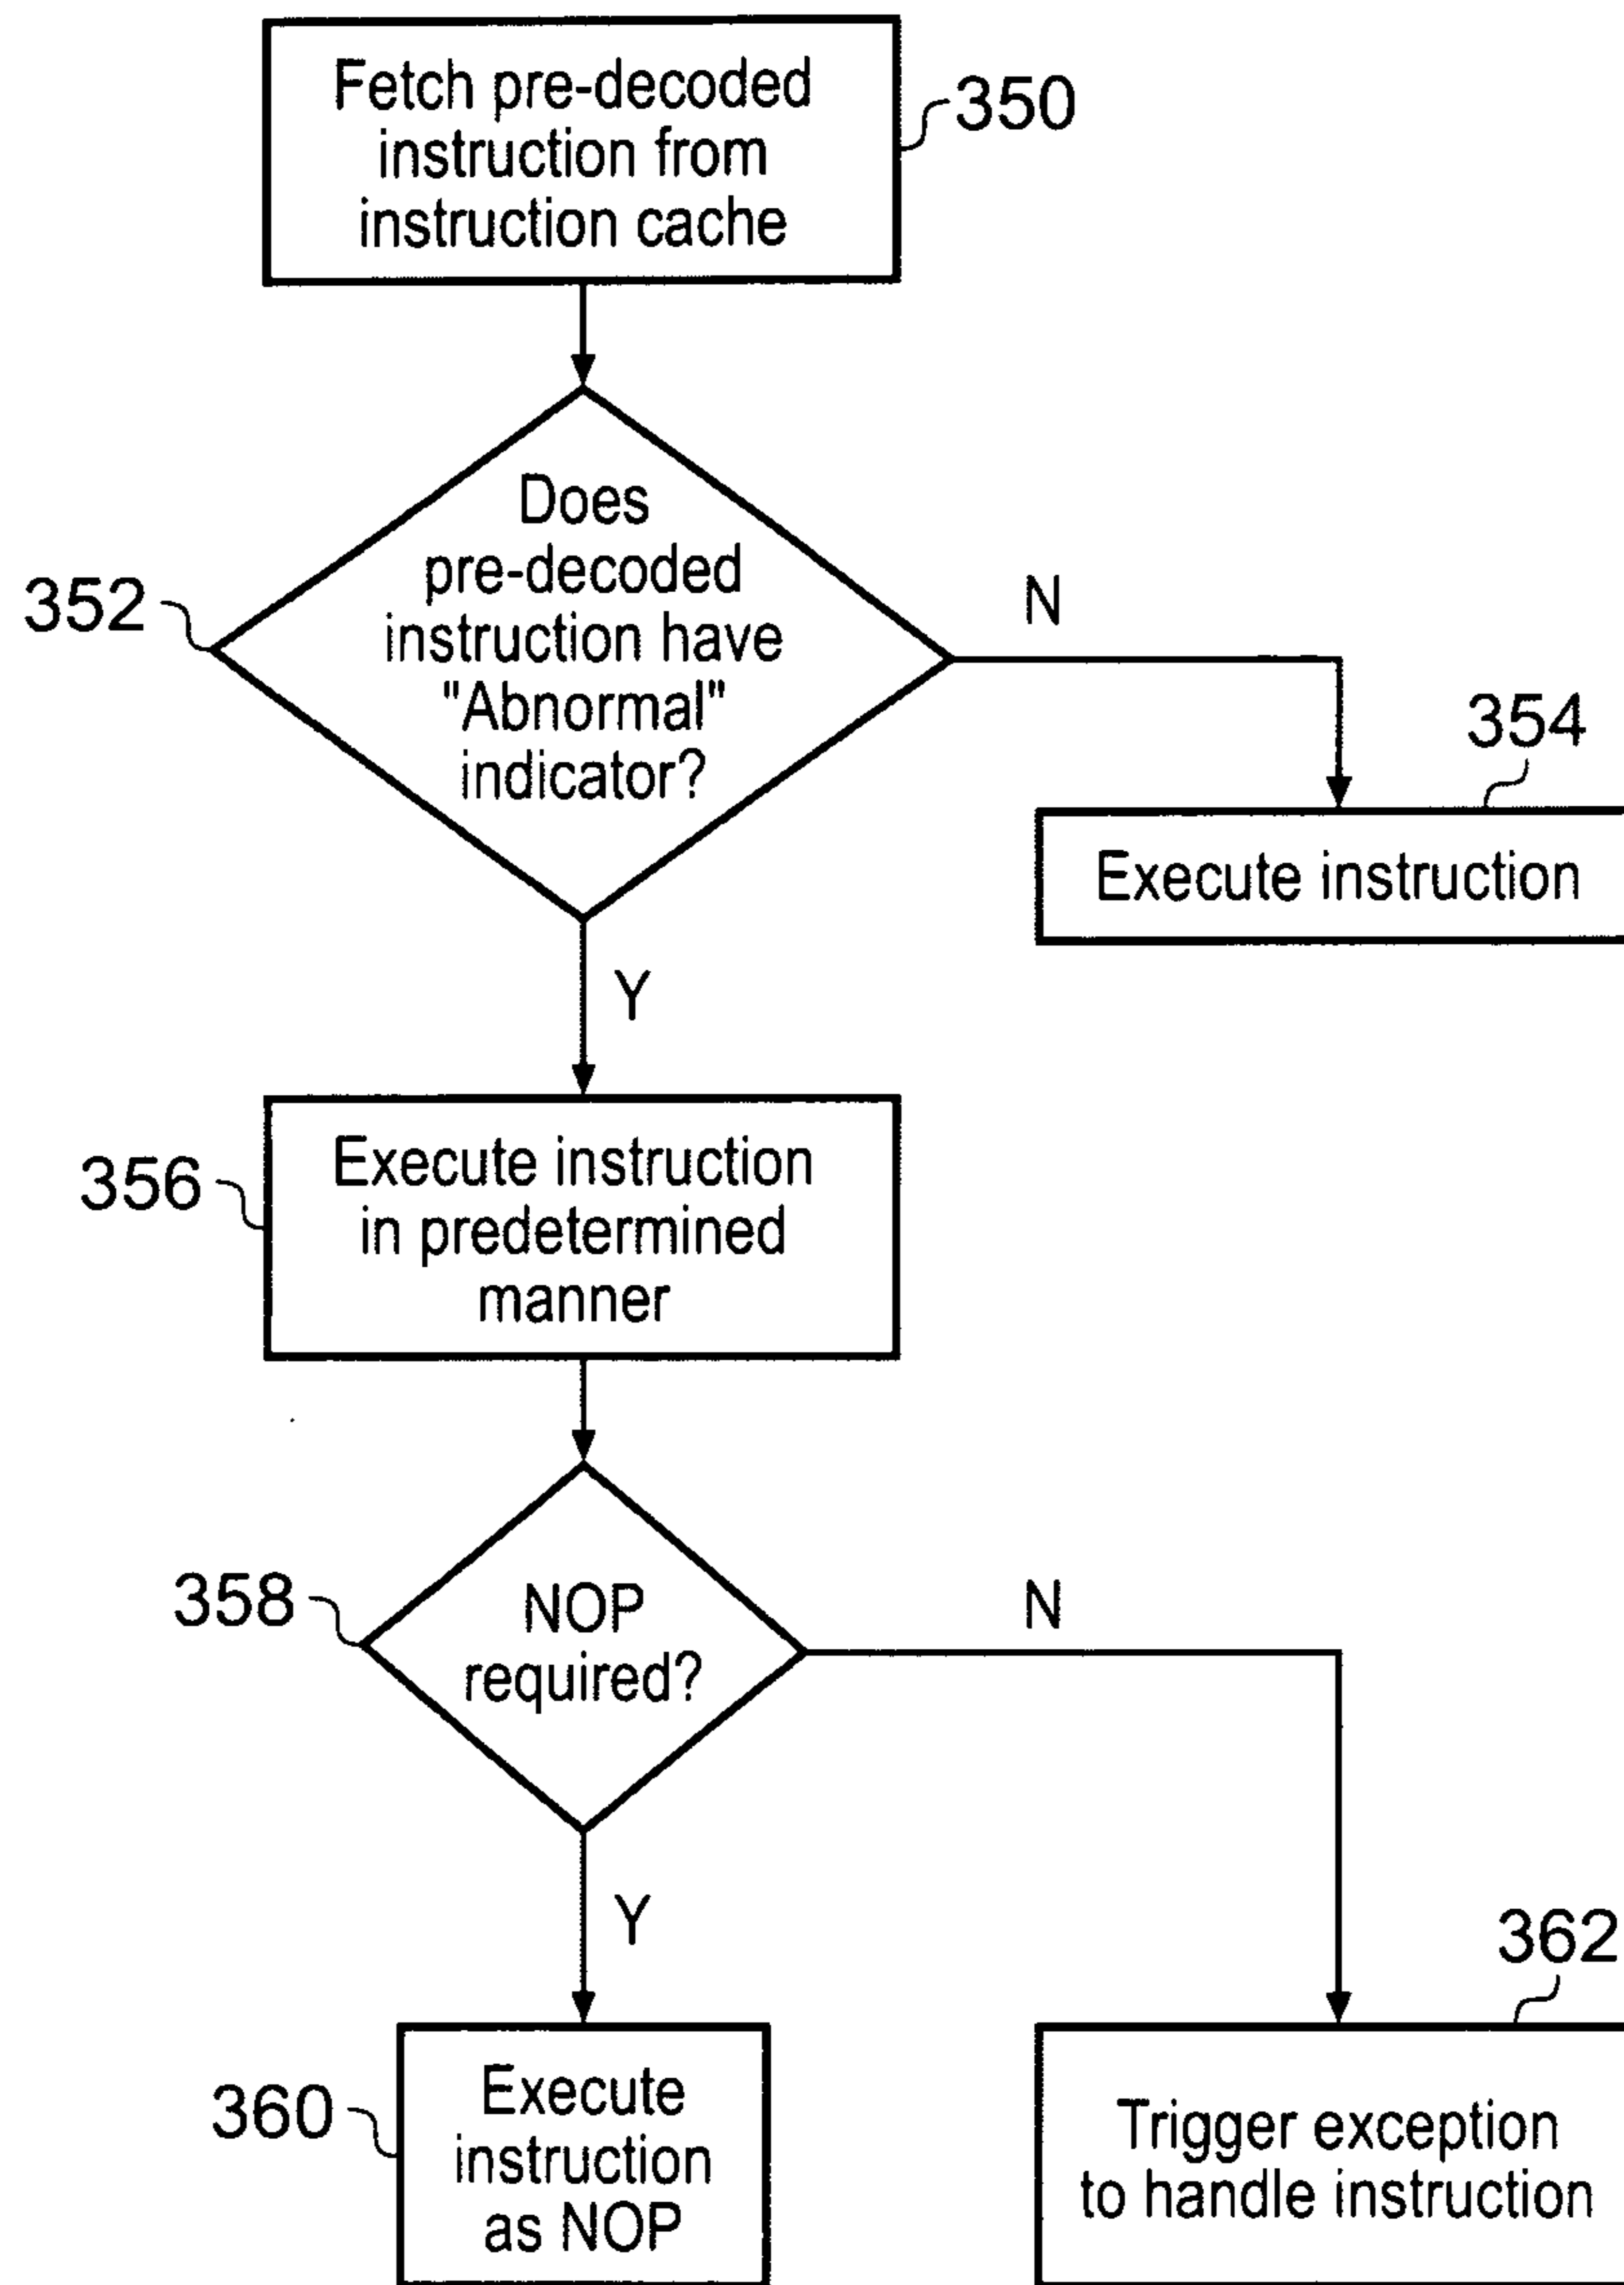 Fetch pre-decoded
instruction from
instruction cache
350
Does
pre-decoded
instruction have
"Abnormal"
indicator?
352
N
354
Execute instruction
Y
356
Execute instruction
in predetermined
manner
358
NOP
required?
N
Y
362
360
Execute
instruction
as NOP
Trigger exception
to handle instruction